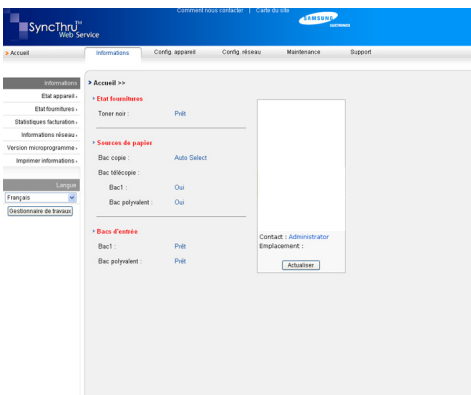 Comment nous contacter | Carte du site
SyncThru™
Web Service
SAMSUNG
ELECTRONICS
Accueil
Informations
Config. appareil
Config. réseau
Maintenance
Support
Informations
Etat appareil
Etat fournitures
Statistiques facturation
Informations réseau
Version microprogramme
Imprimer informations
Langue
Français
Gestionnaire de travaux
> Accueil >>
Etat fournitures
Toner noir : Prêt
Sources de papier
Bac copie : Auto Select
Bac télécopie :
Bac1 : Oui
Bac polyvalent : Oui
Bacs d'entrée
Bac1 : Prêt
Bac polyvalent : Prêt
Contact : Administrator
Emplacement :
Actualiser